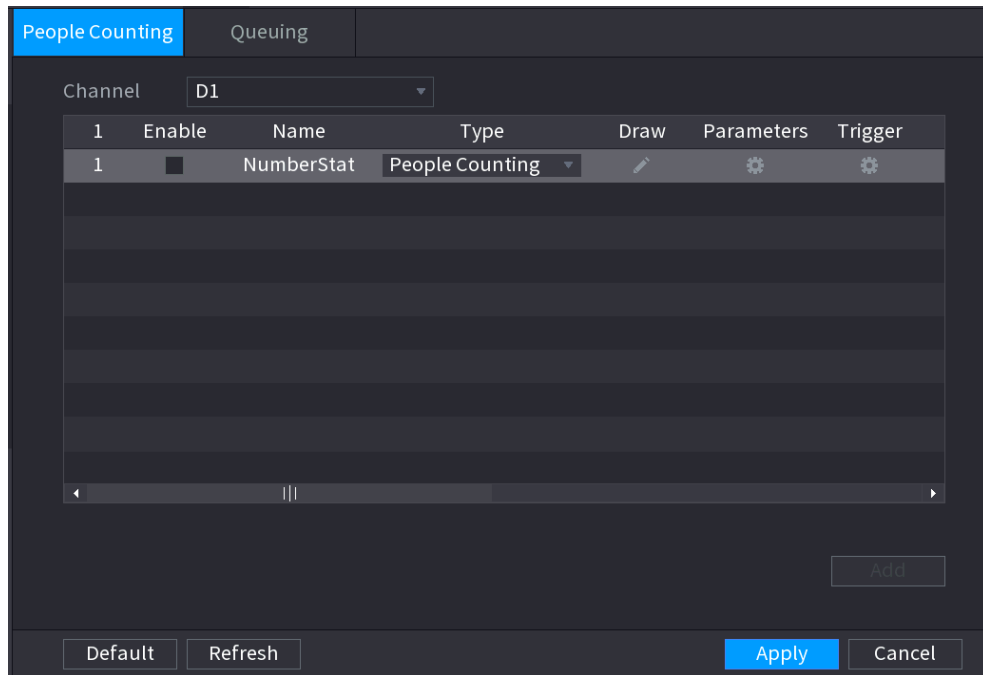 People Counting Queuing
Channel D1
1 Enable Name Type Draw Parameters Trigger
1 NumberStat People Counting
Add
Default Refresh Apply Cancel